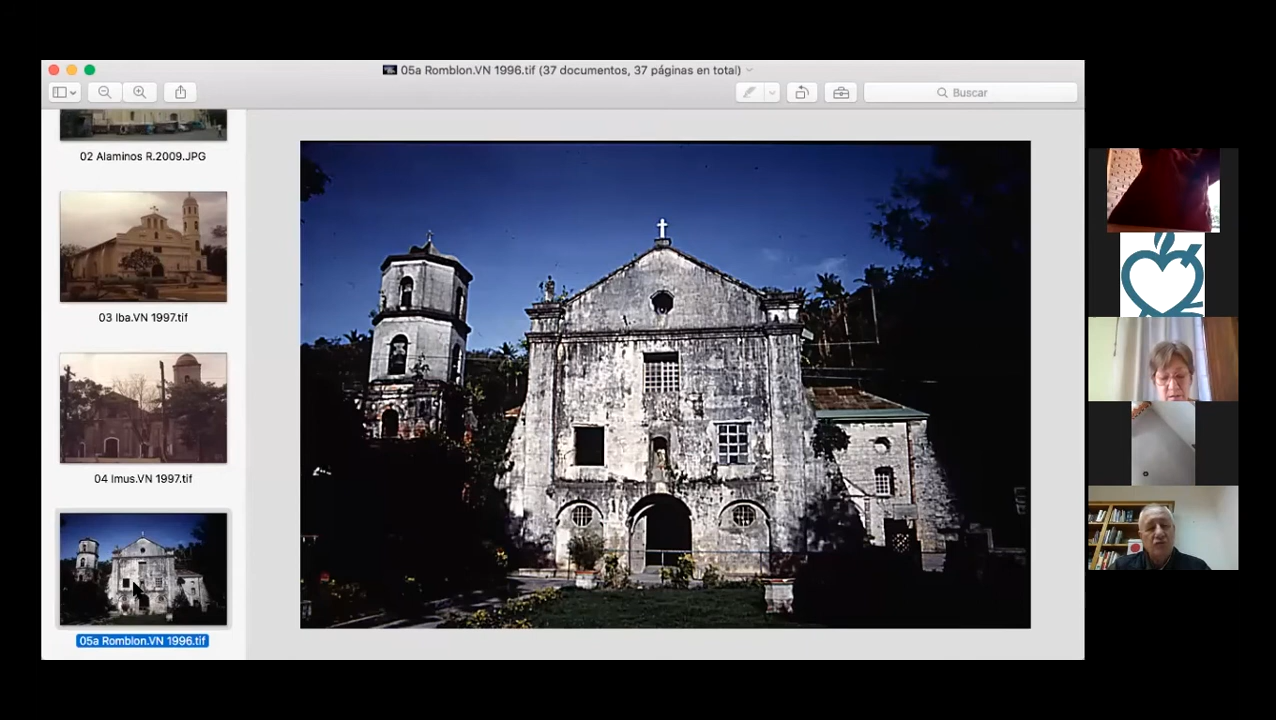 05a Romblon.VN 1996.tif (37 documentos, 37 páginas en total)
Buscar
02 Alaminos R.2009.JPG
03 Iba.VN 1997.tif
04 Imus.VN 1997.tif
05a Romblon.VN 1996.tif